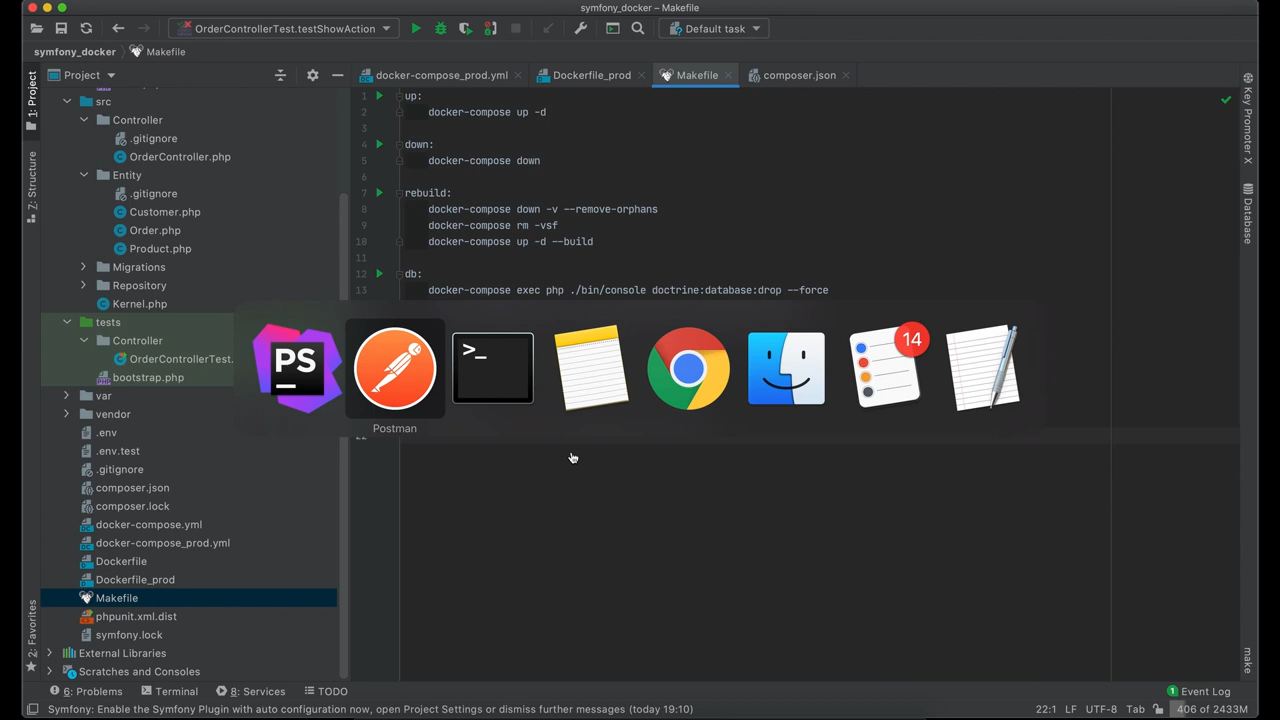 symfony_docker – Makefile
OrderControllerTest.testShowAction
Default task
symfony_docker
Makefile
Project
docker-compose_prod.yml
Dockerfile_prod
Makefile
composer.json
1: Project
7: Structure
2: Favorites
src
Controller
.gitignore
OrderController.php
Entity
.gitignore
Customer.php
Order.php
Product.php
Migrations
Repository
Kernel.php
tests
Controller
OrderControllerTest.
bootstrap.php
var
vendor
.env
.env.test
.gitignore
composer.json
composer.lock
docker-compose.yml
docker-compose_prod.yml
Dockerfile
Dockerfile_prod
Makefile
phpunit.xml.dist
symfony.lock
External Libraries
Scratches and Consoles
1 up:
2 docker-compose up -d
3
4 down:
5 docker-compose down
6
7 rebuild:
8 docker-compose down -v --remove-orphans
9 docker-compose rm -vsf
10 docker-compose up -d --build
11
12 db:
13 docker-compose exec php ./bin/console doctrine:database:drop --force
PS
>_
14
Postman
Key Promoter X
Database
make
6: Problems
Terminal
8: Services
TODO
1 Event Log
Symfony: Enable the Symfony Plugin with auto configuration now, open Project Settings or dismiss further messages (today 19:10)
22:1 LF UTF-8 Tab 406 of 2433M